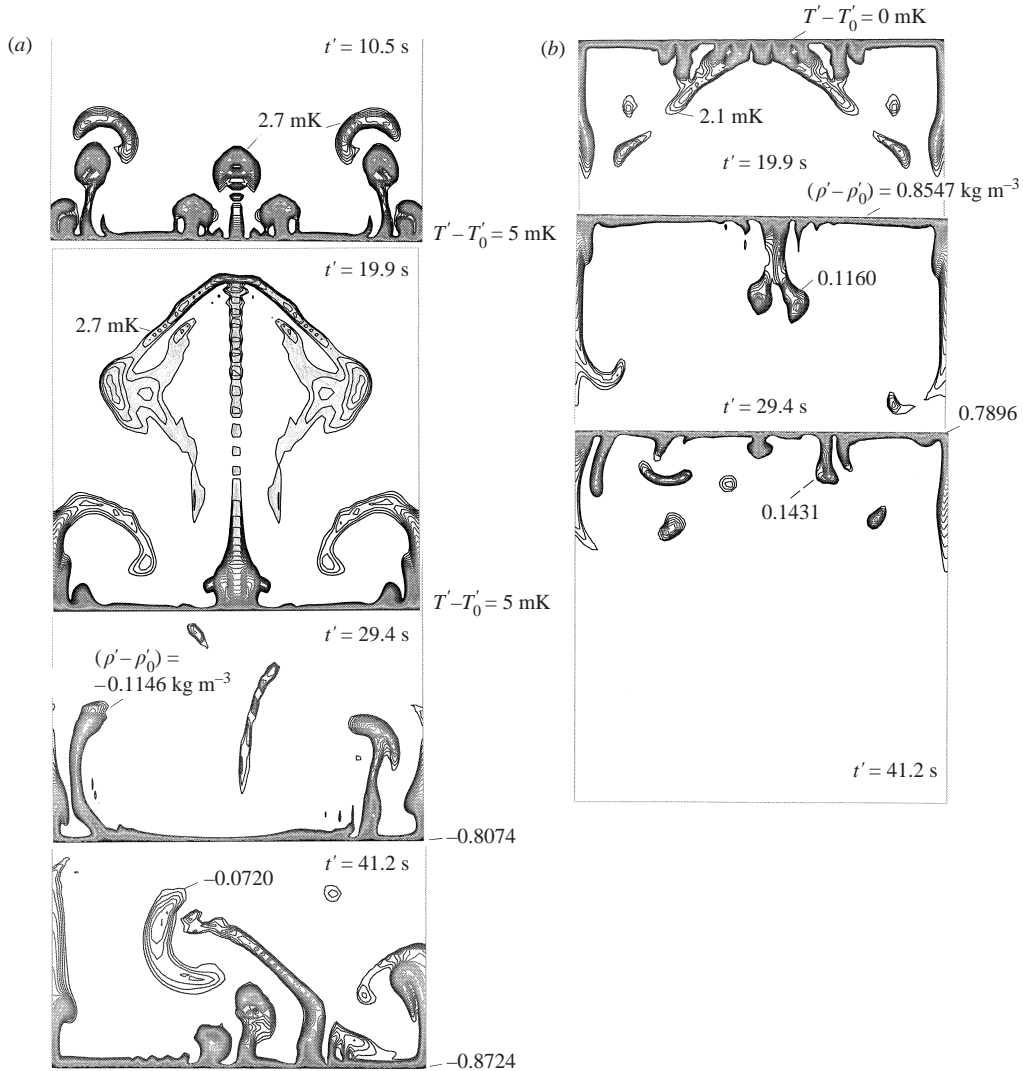 (a)
t′ = 10.5 s
2.7 mK
T′– T′0 = 5 mK
t′ = 19.9 s
2.7 mK
T′–T′0 = 5 mK
t′ = 29.4 s
(ρ′ – ρ′0) =
–0.1146 kg m–3
–0.8074
t′ = 41.2 s
–0.0720
–0.8724
(b)
T′– T′0 = 0 mK
2.1 mK
t′ = 19.9 s
(ρ′ – ρ′0) = 0.8547 kg m–3
0.1160
t′ = 29.4 s
0.7896
0.1431
t′ = 41.2 s